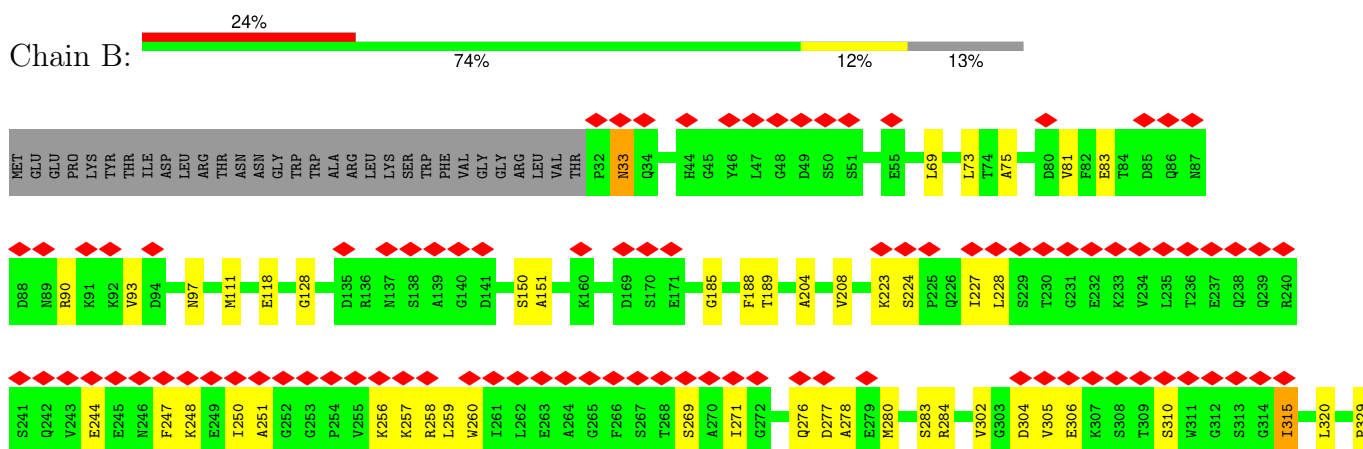 24%
Chain B:
74% 12% 13%
MET GLU GLU PRO LYS TYR THR ILE ASP LEU ARG THR ASN ASN GLY TRP TRP ALA ARG LEU LYS SER TRP PHE VAL GLY GLY ARG LEU VAL THR P32 N33 Q34 H44 G45 Y46 L47 G48 D49 S50 S51 E55 L69 L73 T74 A75 D80 V81 F82 E83 T84 D85 Q86 N87
D88 N89 R90 K91 K92 V93 D94 N97 M111 E118 G128 D135 R136 N137 S138 A139 G140 D141 S150 A151 K160 D169 S170 E171 G185 F188 T189 A204 V208 K223 S224 P225 Q226 I227 L228 S229 T230 G231 E232 K233 V234 L235 T236 E237 Q238 Q239 R240
S241 Q242 V243 E244 E245 N246 F247 K248 E249 I250 A251 G252 G253 P254 V255 K256 K257 R258 L259 W260 I261 L262 E263 A264 G265 F266 S267 T268 S269 A270 I271 G272 Q276 D277 A278 E279 M280 S283 R284 V302 G303 D304 V305 E306 K307 S308 T309 S310 W311 G312 S313 G314 I315 L320